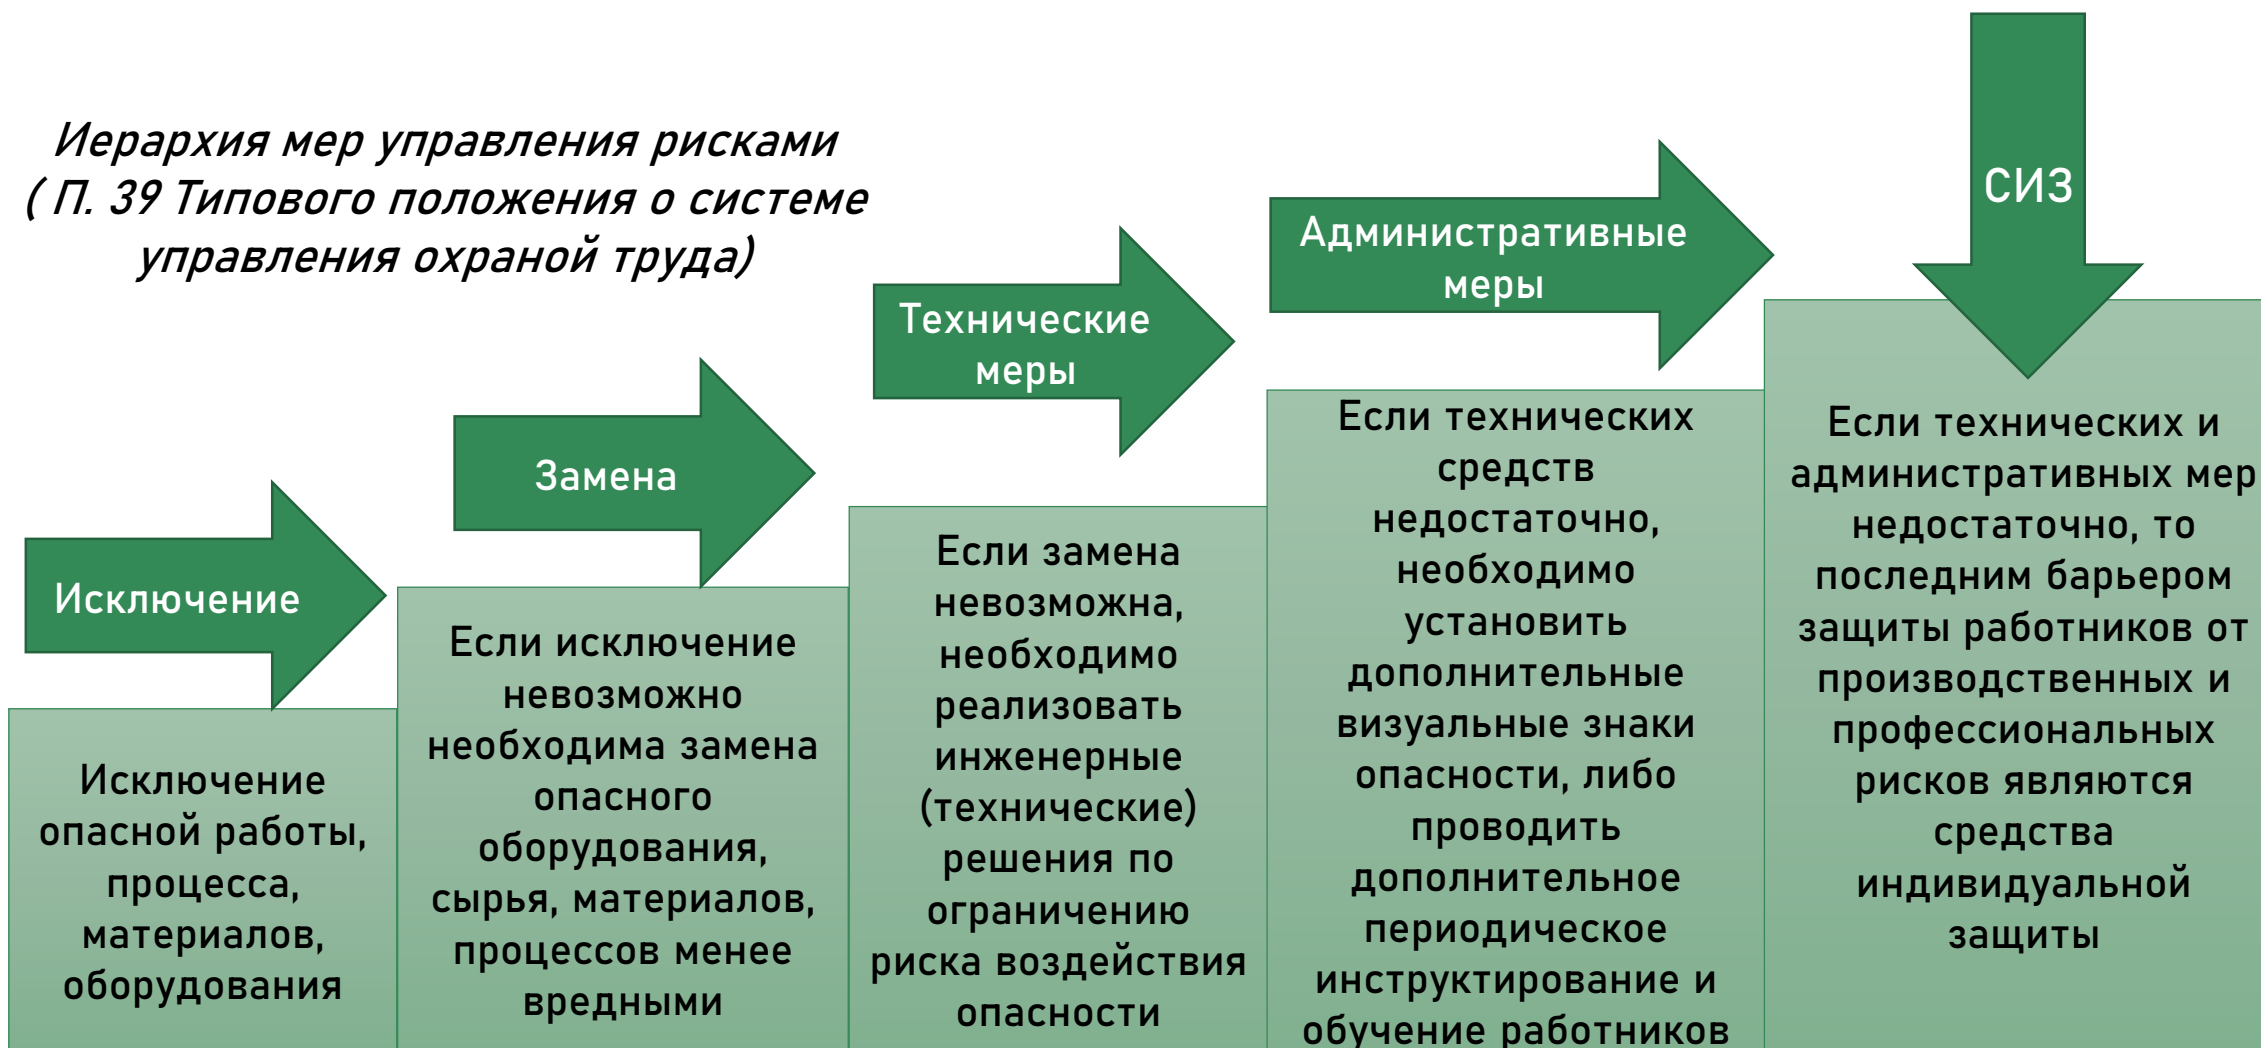 Иерархия мер управления рисками
( П. 39 Типового положения о системе
управления охраной труда)
Исключение
Исключение
опасной работы,
процесса,
материалов,
оборудования
Замена
Если исключение
невозможно
необходима замена
опасного
оборудования,
сырья, материалов,
процессов менее
вредными
Технические
меры
Если замена
невозможна,
необходимо
реализовать
инженерные
(технические)
решения по
ограничению
риска воздействия
опасности
Административные
меры
Если технических
средств
недостаточно,
необходимо
установить
дополнительные
визуальные знаки
опасности, либо
проводить
дополнительное
периодическое
инструктирование и
обучение работников
СИЗ
Если технических и
административных мер
недостаточно, то
последним барьером
защиты работников от
производственных и
профессиональных
рисков являются
средства
индивидуальной
защиты